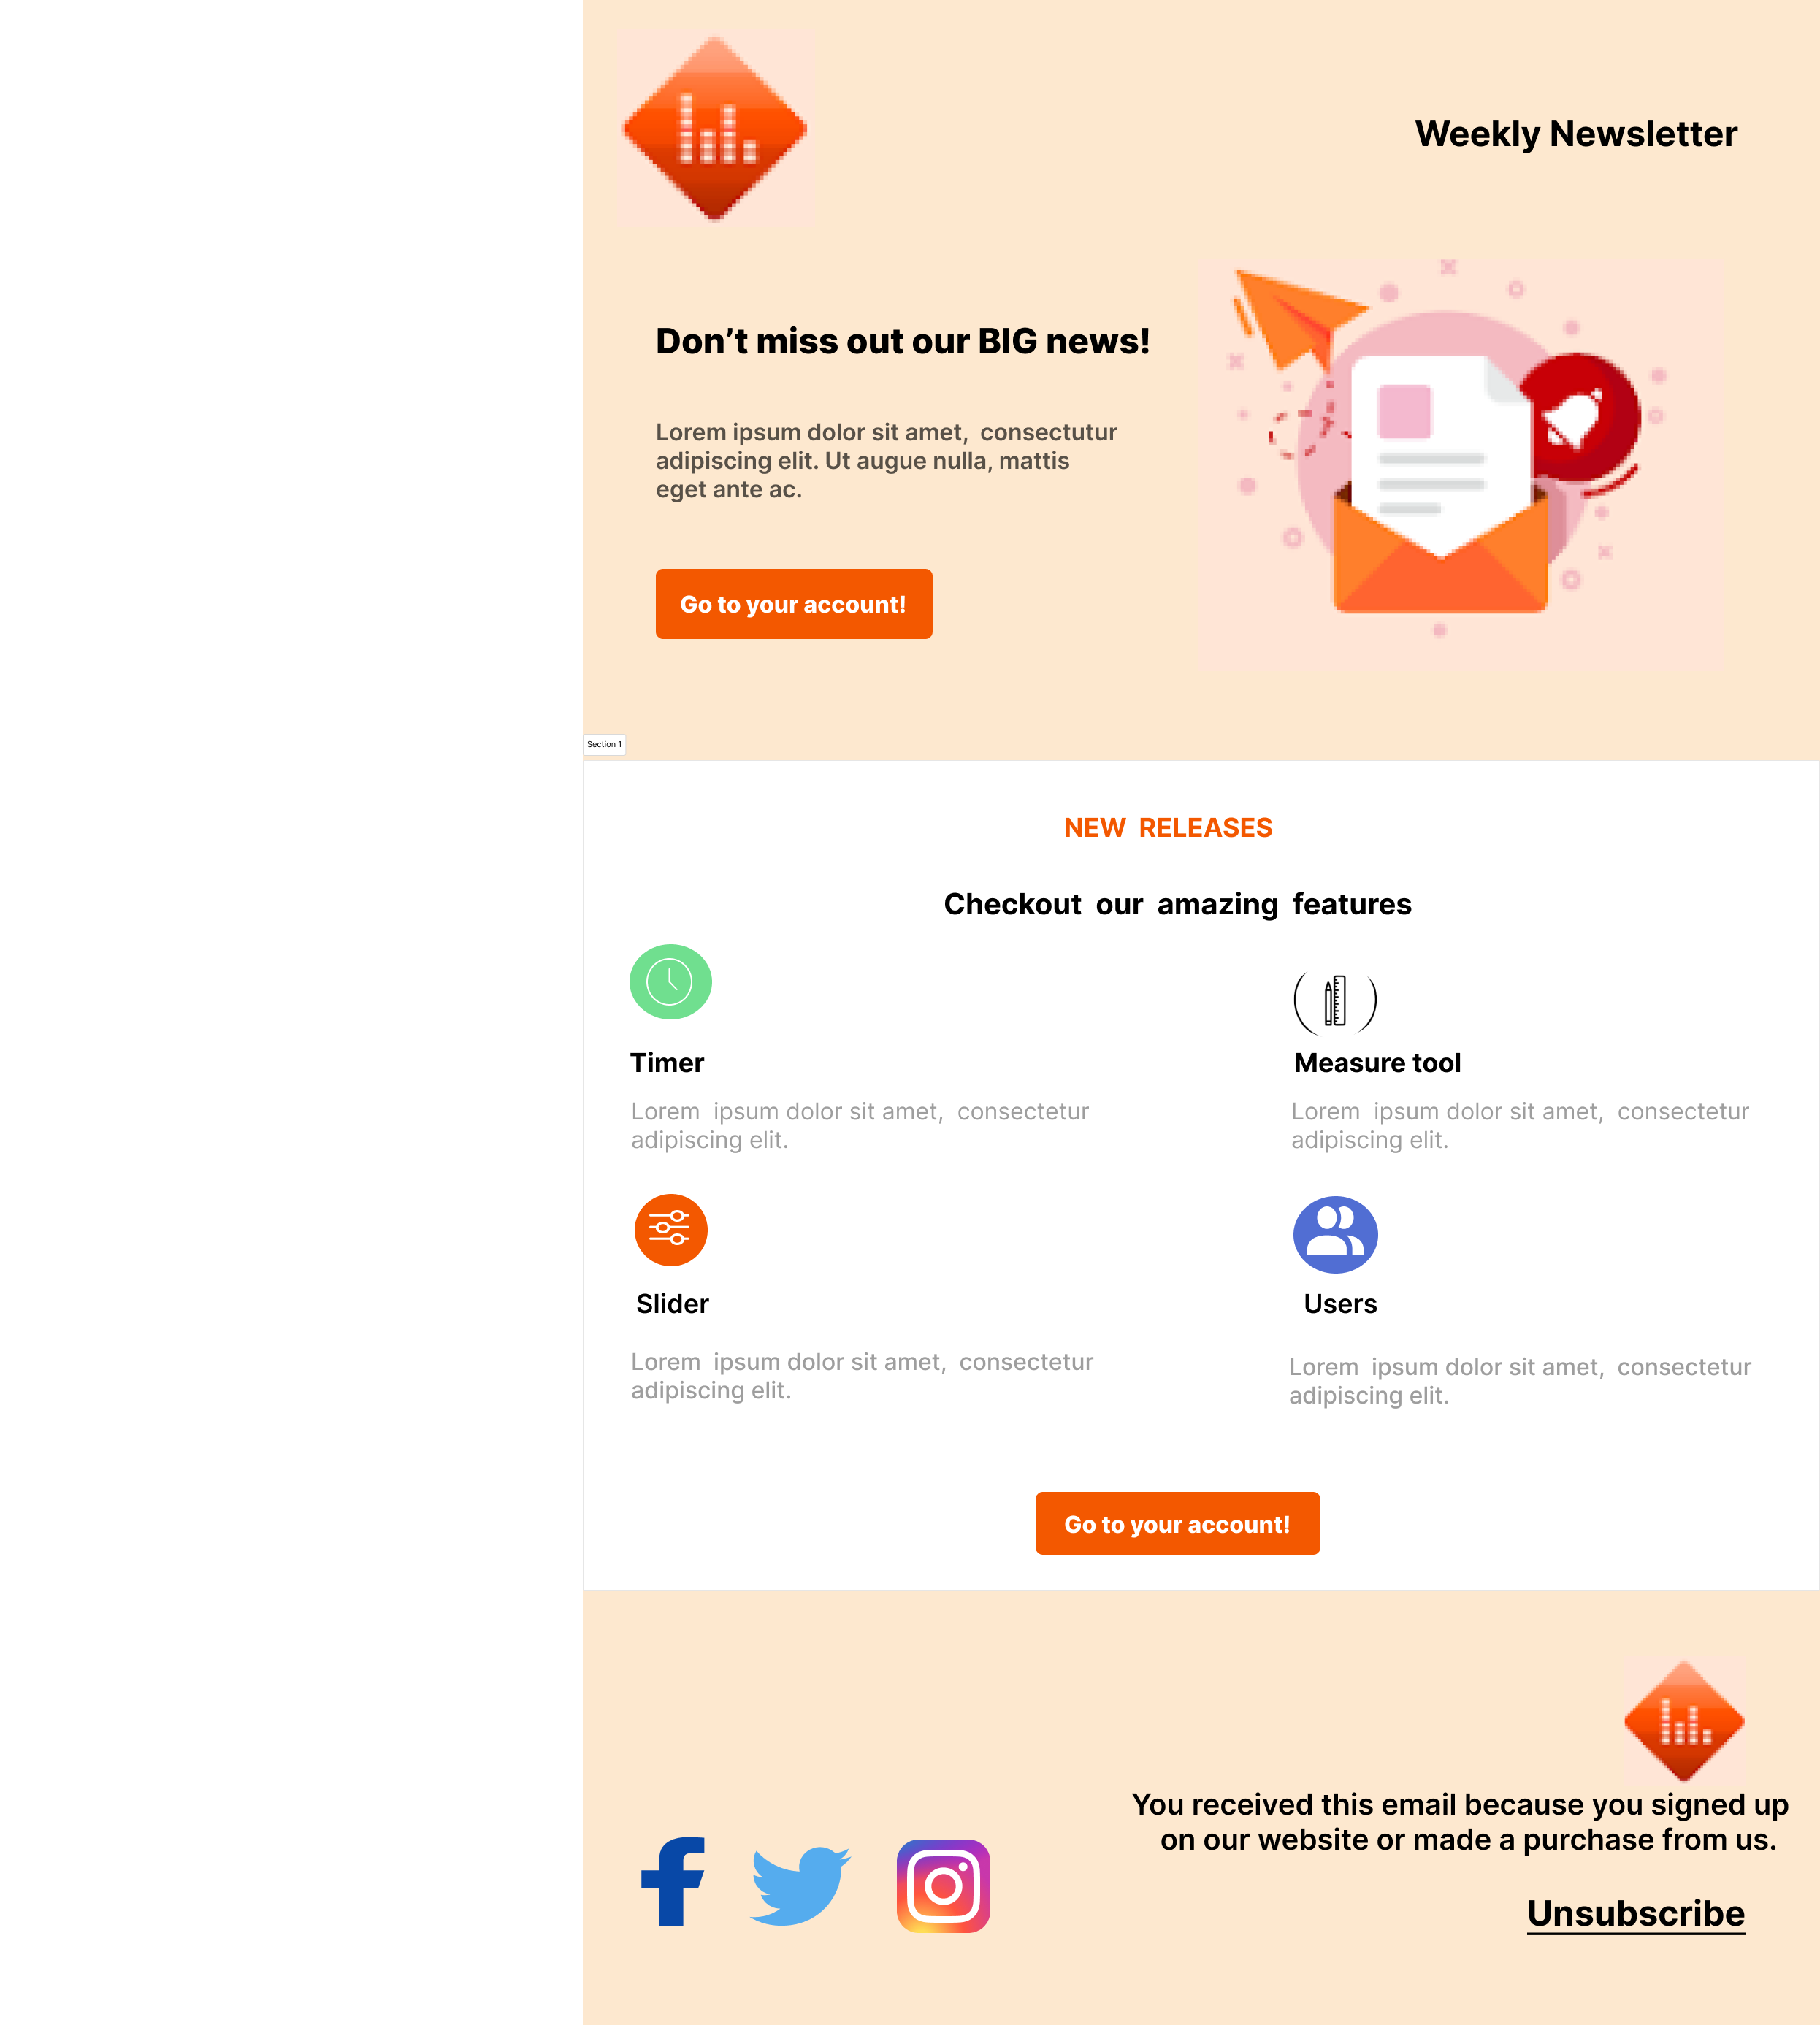 Weekly Newsletter
Don’t miss out our BIG news!
Lorem ipsum dolor sit amet, consectutur
adipiscing elit. Ut augue nulla, mattis
eget ante ac.
Go to your account!
Section 1
NEW RELEASES
Checkout our amazing features
Timer
Lorem ipsum dolor sit amet, consectetur
adipiscing elit.
Measure tool
Lorem ipsum dolor sit amet, consectetur
adipiscing elit.
Slider
Lorem ipsum dolor sit amet, consectetur
adipiscing elit.
Users
Lorem ipsum dolor sit amet, consectetur
adipiscing elit.
Go to your account!
You received this email because you signed up
on our website or made a purchase from us.
Unsubscribe